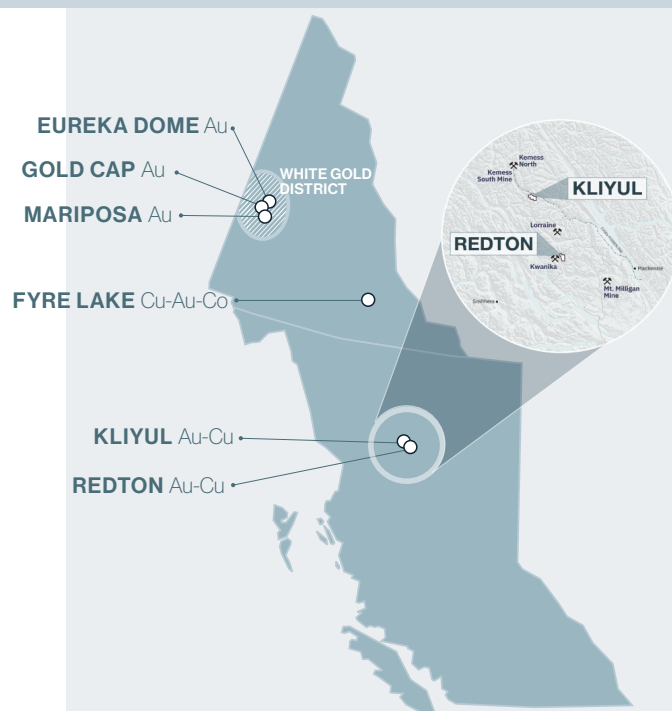 EUREKA DOME Au
GOLD CAP Au
MARIPOSA Au
WHITE GOLD
DISTRICT
FYRE LAKE Cu-Au-Co
KLIYUL Au-Cu
REDTON Au-Cu
Kemess
North
Kemess
South Mine
KLIYUL
Lorraine
REDTON
Kwanika
Mackenzie
Mt. Milligan
Mine
Smithers